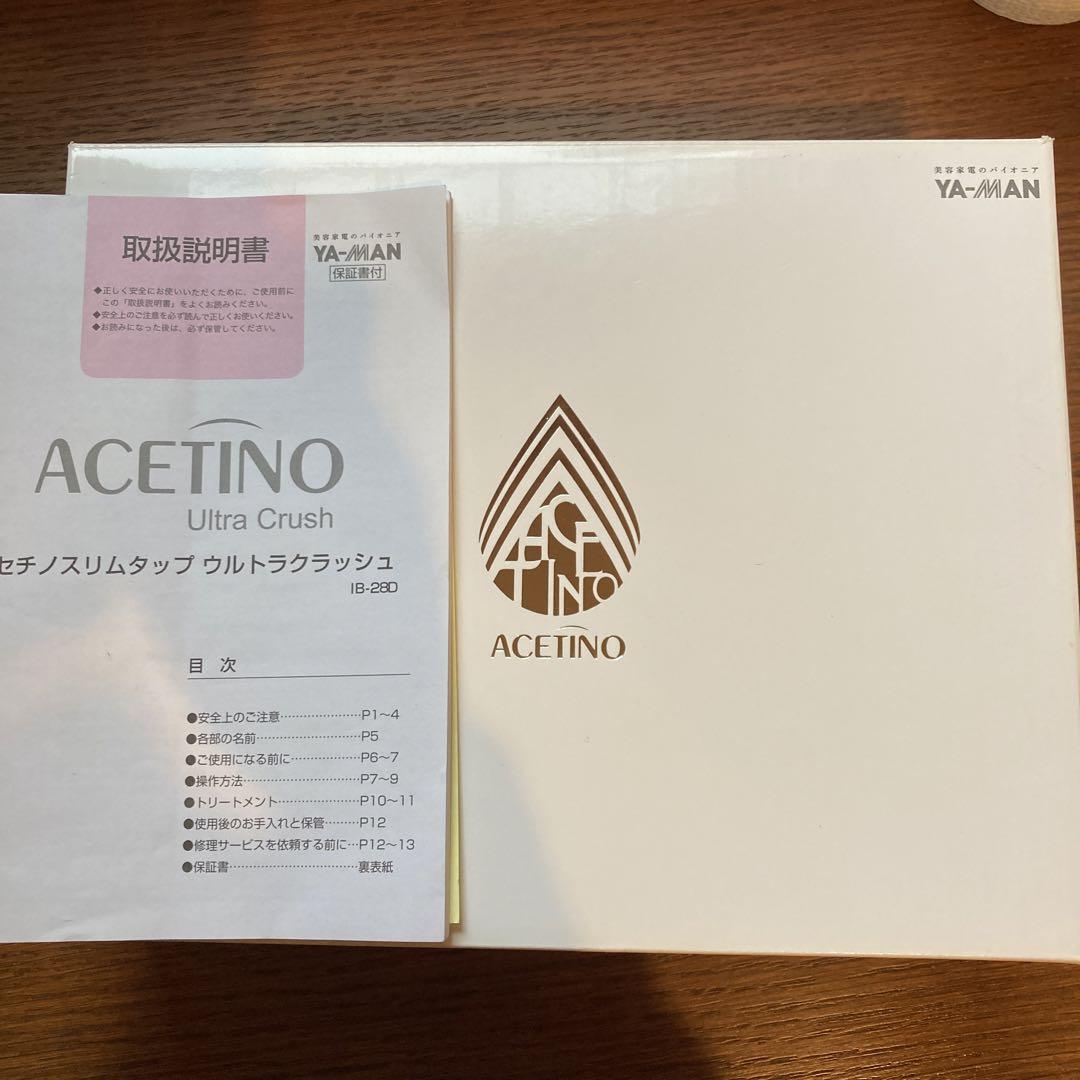 取扱説明書
美容家電のパイオニア
YA-MAN
保証書付
◆正しく安全にお使いいただくために、ご使用前に
この「取扱説明書」をよくお読みください。
◆安全上のご注意を必ず読んで正しくお使いください。
◆お読みになった後は、必ず保管してください。
ACETINO
Ultra Crush
セチノスリムタップ ウルトラクラッシュ
IB-28D
目 次
●安全上のご注意…………………P1～4
●各部の名前………………………P5
●ご使用になる前に………………P6～7
●操作方法…………………………P7～9
●トリートメント…………………P10～11
●使用後のお手入れと保管………P12
●修理サービスを依頼する前に…P12～13
●保証書……………………………裏表紙
美容家電のパイオニア
YA-MAN
ACETINO
ACETINO